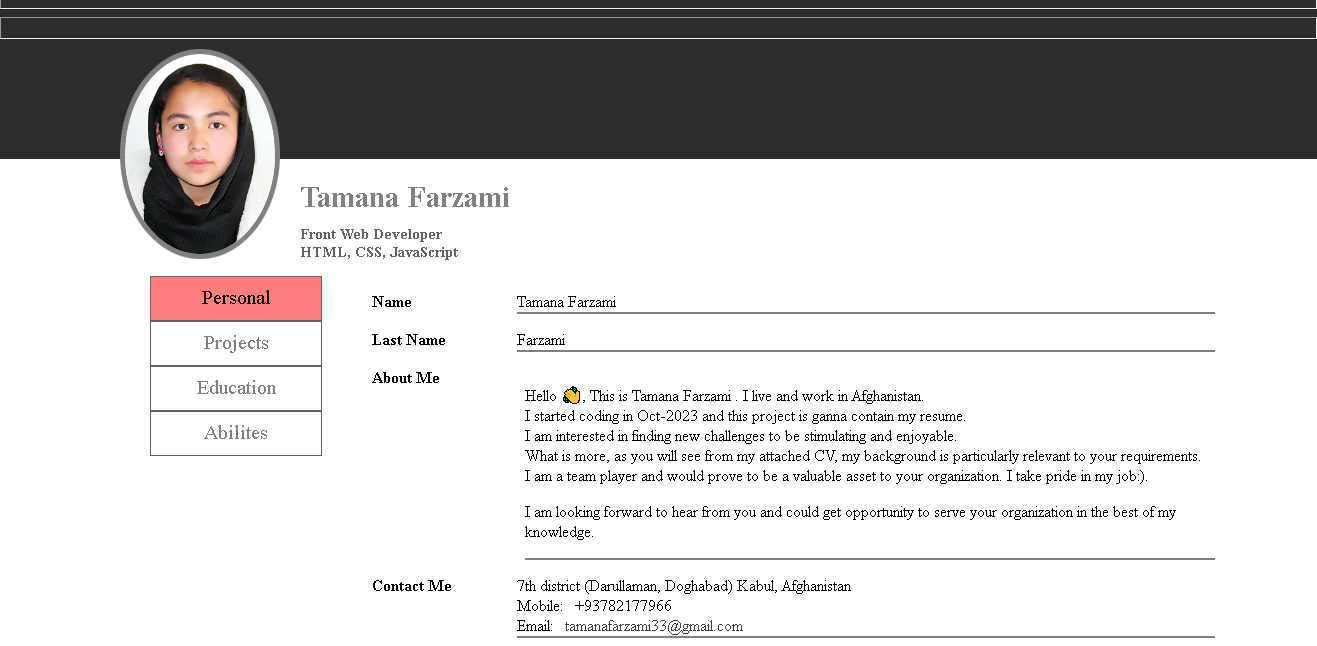 Tamana Farzami
Front Web Developer
HTML, CSS, JavaScript
Personal
Projects
Education
Abilites
Name Tamana Farzami
Last Name Farzami
About Me
Hello 👏, This is Tamana Farzami . I live and work in Afghanistan.
I started coding in Oct-2023 and this project is ganna contain my resume.
I am interested in finding new challenges to be stimulating and enjoyable.
What is more, as you will see from my attached CV, my background is particularly relevant to your requirements.
I am a team player and would prove to be a valuable asset to your organization. I take pride in my job:).
I am looking forward to hear from you and could get opportunity to serve your organization in the best of my
knowledge.
Contact Me 7th district (Darullaman, Doghabad) Kabul, Afghanistan
Mobile: +93782177966
Email: tamanafarzami33@gmail.com